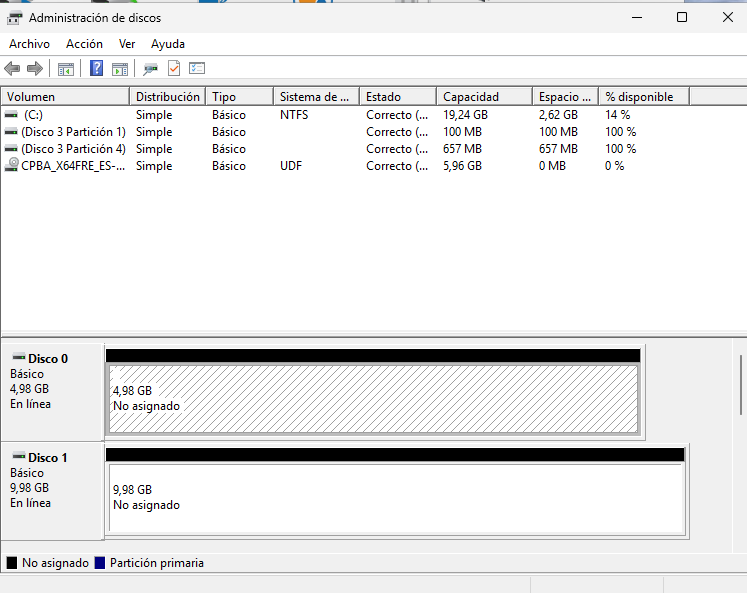 Administración de discos
Archivo Acción Ver Ayuda
Volumen Distribución Tipo Sistema de ... Estado Capacidad Espacio ... % disponible
(C:) Simple Básico NTFS Correcto (... 19,24 GB 2,62 GB 14 %
(Disco 3 Partición 1) Simple Básico Correcto (... 100 MB 100 MB 100 %
(Disco 3 Partición 4) Simple Básico Correcto (... 657 MB 657 MB 100 %
CPBA_X64FRE_ES-... Simple Básico UDF Correcto (... 5,96 GB 0 MB 0 %
Disco 0
Básico
4,98 GB
En línea
4,98 GB
No asignado
Disco 1
Básico
9,98 GB
En línea
9,98 GB
No asignado
No asignado Partición primaria